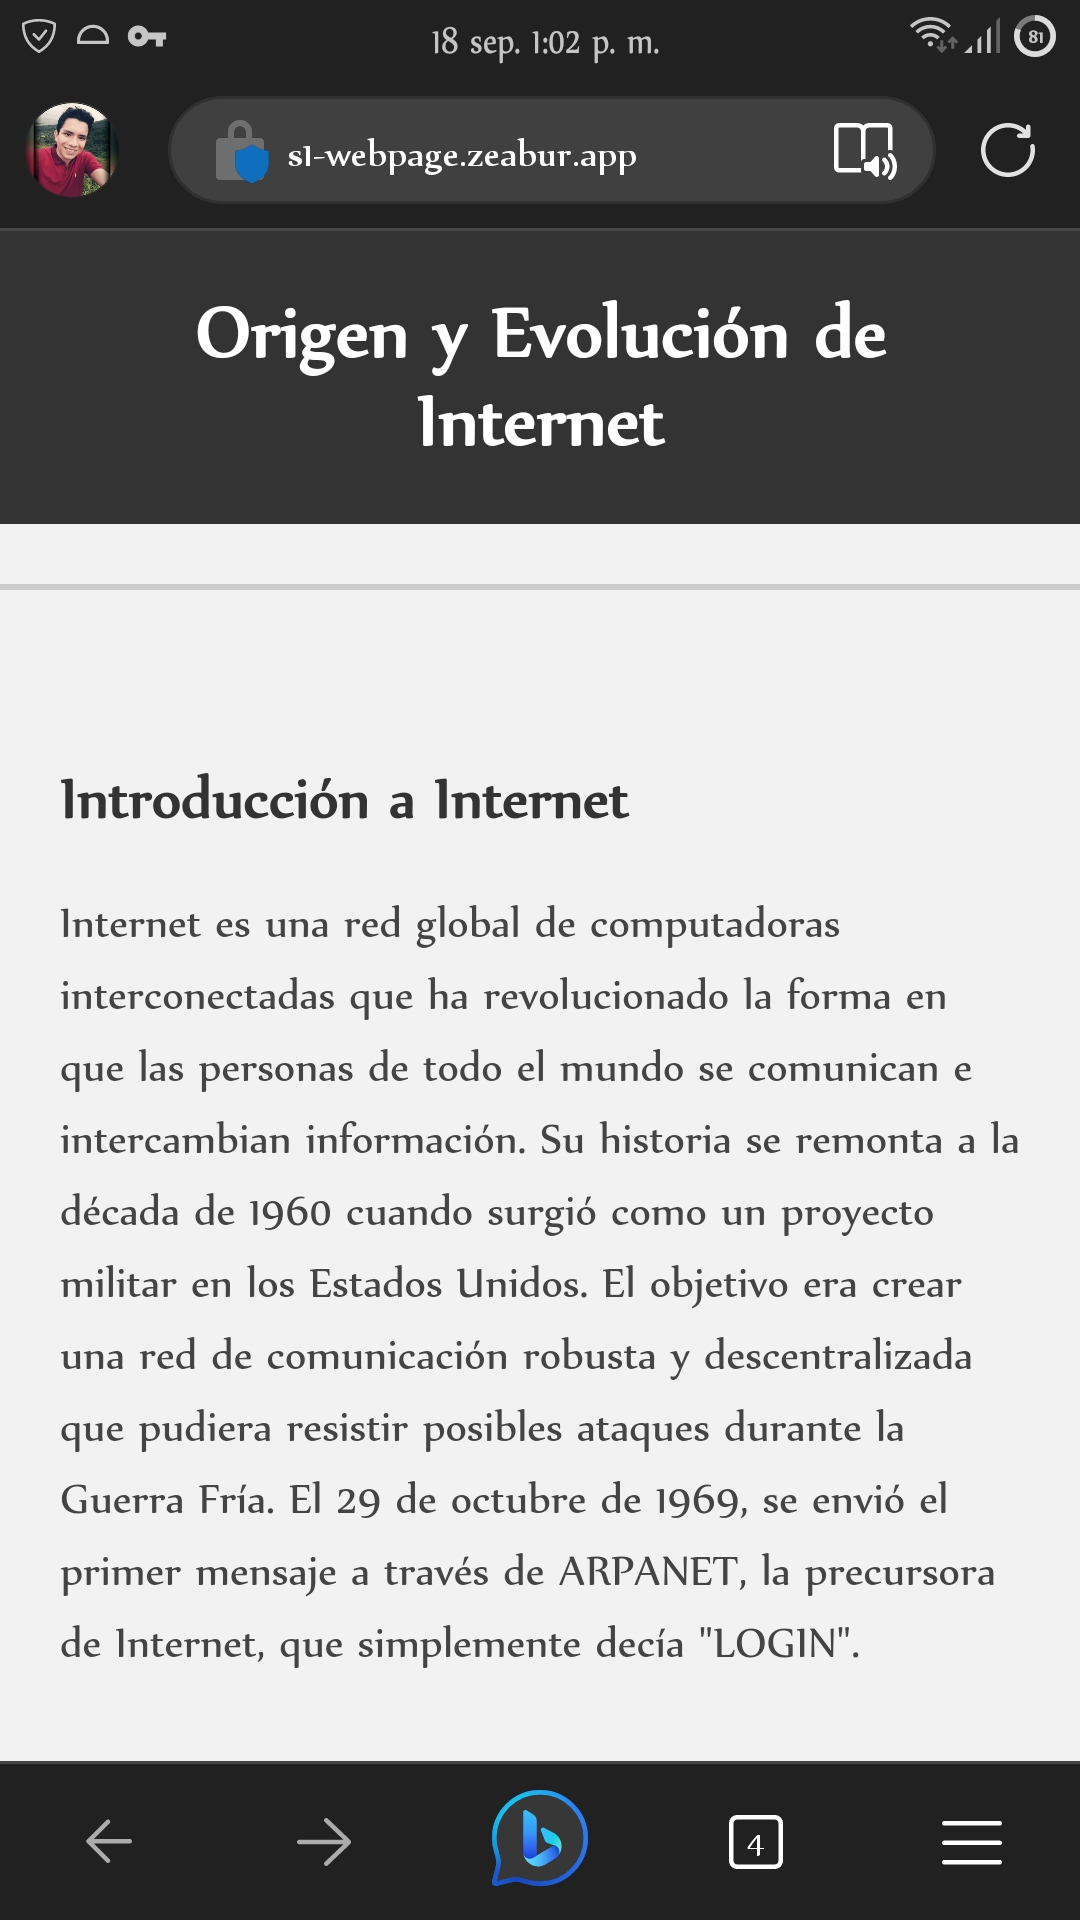 18 sep. 1:02 p. m.
81
s1-webpage.zeabur.app
Origen y Evolución de
Internet
Introducción a Internet
Internet es una red global de computadoras
interconectadas que ha revolucionado la forma en
que las personas de todo el mundo se comunican e
intercambian información. Su historia se remonta a la
década de 1960 cuando surgió como un proyecto
militar en los Estados Unidos. El objetivo era crear
una red de comunicación robusta y descentralizada
que pudiera resistir posibles ataques durante la
Guerra Fría. El 29 de octubre de 1969, se envió el
primer mensaje a través de ARPANET, la precursora
de Internet, que simplemente decía "LOGIN".
4